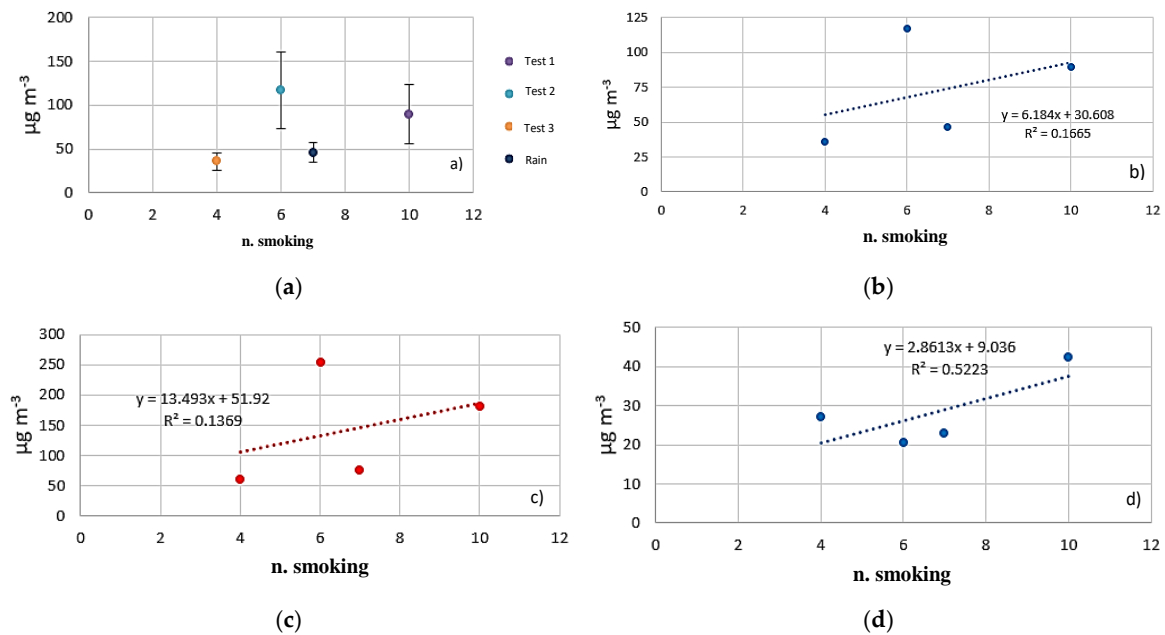 200
150
100
50
0
0 2 4 6 8 10 12
µg m⁻³
n. smoking
a)
Test 1
Test 2
Test 3
Rain
(a)
125
100
75
50
25
0
0 2 4 6 8 10 12
µg m⁻³
n. smoking
y = 6.184x + 30.608
R² = 0.1665
b)
(b)
300
250
200
150
100
50
0
0 2 4 6 8 10 12
µg m⁻³
n. smoking
y = 13.493x + 51.92
R² = 0.1369
c)
(c)
50
40
30
20
10
0
0 2 4 6 8 10 12
µg m⁻³
n. smoking
y = 2.8613x + 9.036
R² = 0.5223
d)
(d)